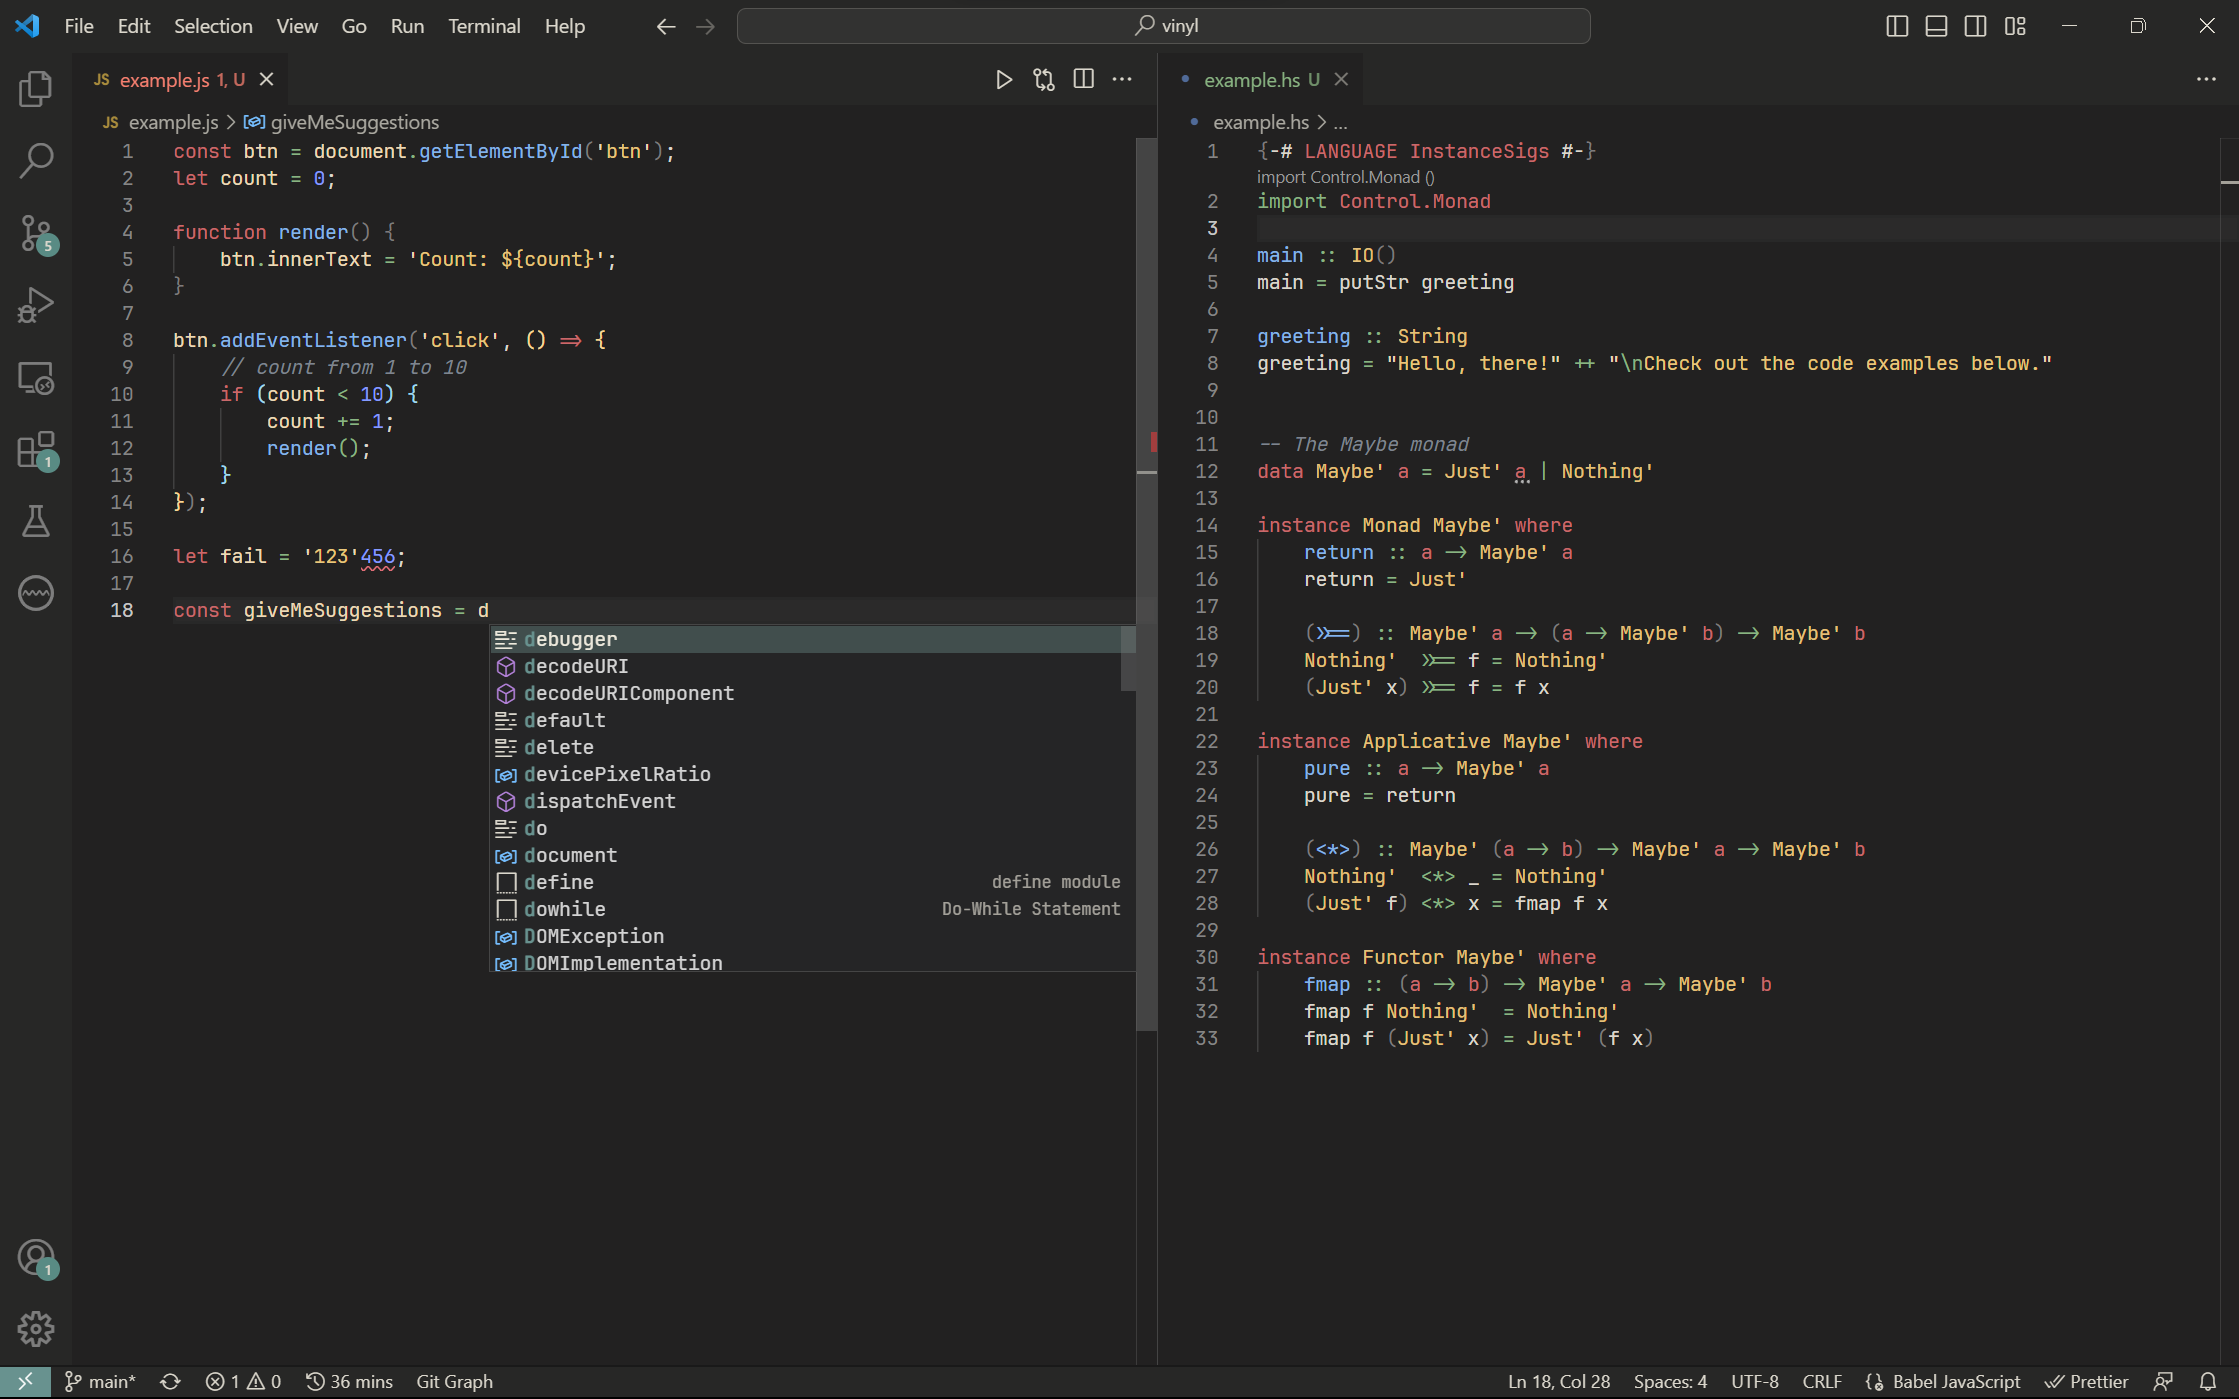 File Edit Selection View Go Run Terminal Help vinyl
JS example.js 1, U
JS example.js > giveMeSuggestions
1 const btn = document.getElementById('btn');
2 let count = 0;
3
4 function render() {
5 btn.innerText = 'Count: ${count}';
6 }
7
8 btn.addEventListener('click', () => {
9 // count from 1 to 10
10 if (count < 10) {
11 count += 1;
12 render();
13 }
14 });
15
16 let fail = '123'456;
17
18 const giveMeSuggestions = d
debugger
decodeURI
decodeURIComponent
default
delete
devicePixelRatio
dispatchEvent
do
document
define define module
dowhile Do-While Statement
DOMException
DOMImplementation
example.hs U
example.hs > ...
1 {-# LANGUAGE InstanceSigs #-}
import Control.Monad ()
2 import Control.Monad
3
4 main :: IO()
5 main = putStr greeting
6
7 greeting :: String
8 greeting = "Hello, there!" ++ "\nCheck out the code examples below."
9
10
11 -- The Maybe monad
12 data Maybe' a = Just' a | Nothing'
13
14 instance Monad Maybe' where
15 return :: a -> Maybe' a
16 return = Just'
17
18 (>>=) :: Maybe' a -> (a -> Maybe' b) -> Maybe' b
19 Nothing' >>= f = Nothing'
20 (Just' x) >>= f = f x
21
22 instance Applicative Maybe' where
23 pure :: a -> Maybe' a
24 pure = return
25
26 (<*>) :: Maybe' (a -> b) -> Maybe' a -> Maybe' b
27 Nothing' <*> _ = Nothing'
28 (Just' f) <*> x = fmap f x
29
30 instance Functor Maybe' where
31 fmap :: (a -> b) -> Maybe' a -> Maybe' b
32 fmap f Nothing' = Nothing'
33 fmap f (Just' x) = Just' (f x)
5
1
1
main* 1 0 36 mins Git Graph Ln 18, Col 28 Spaces: 4 UTF-8 CRLF Babel JavaScript Prettier